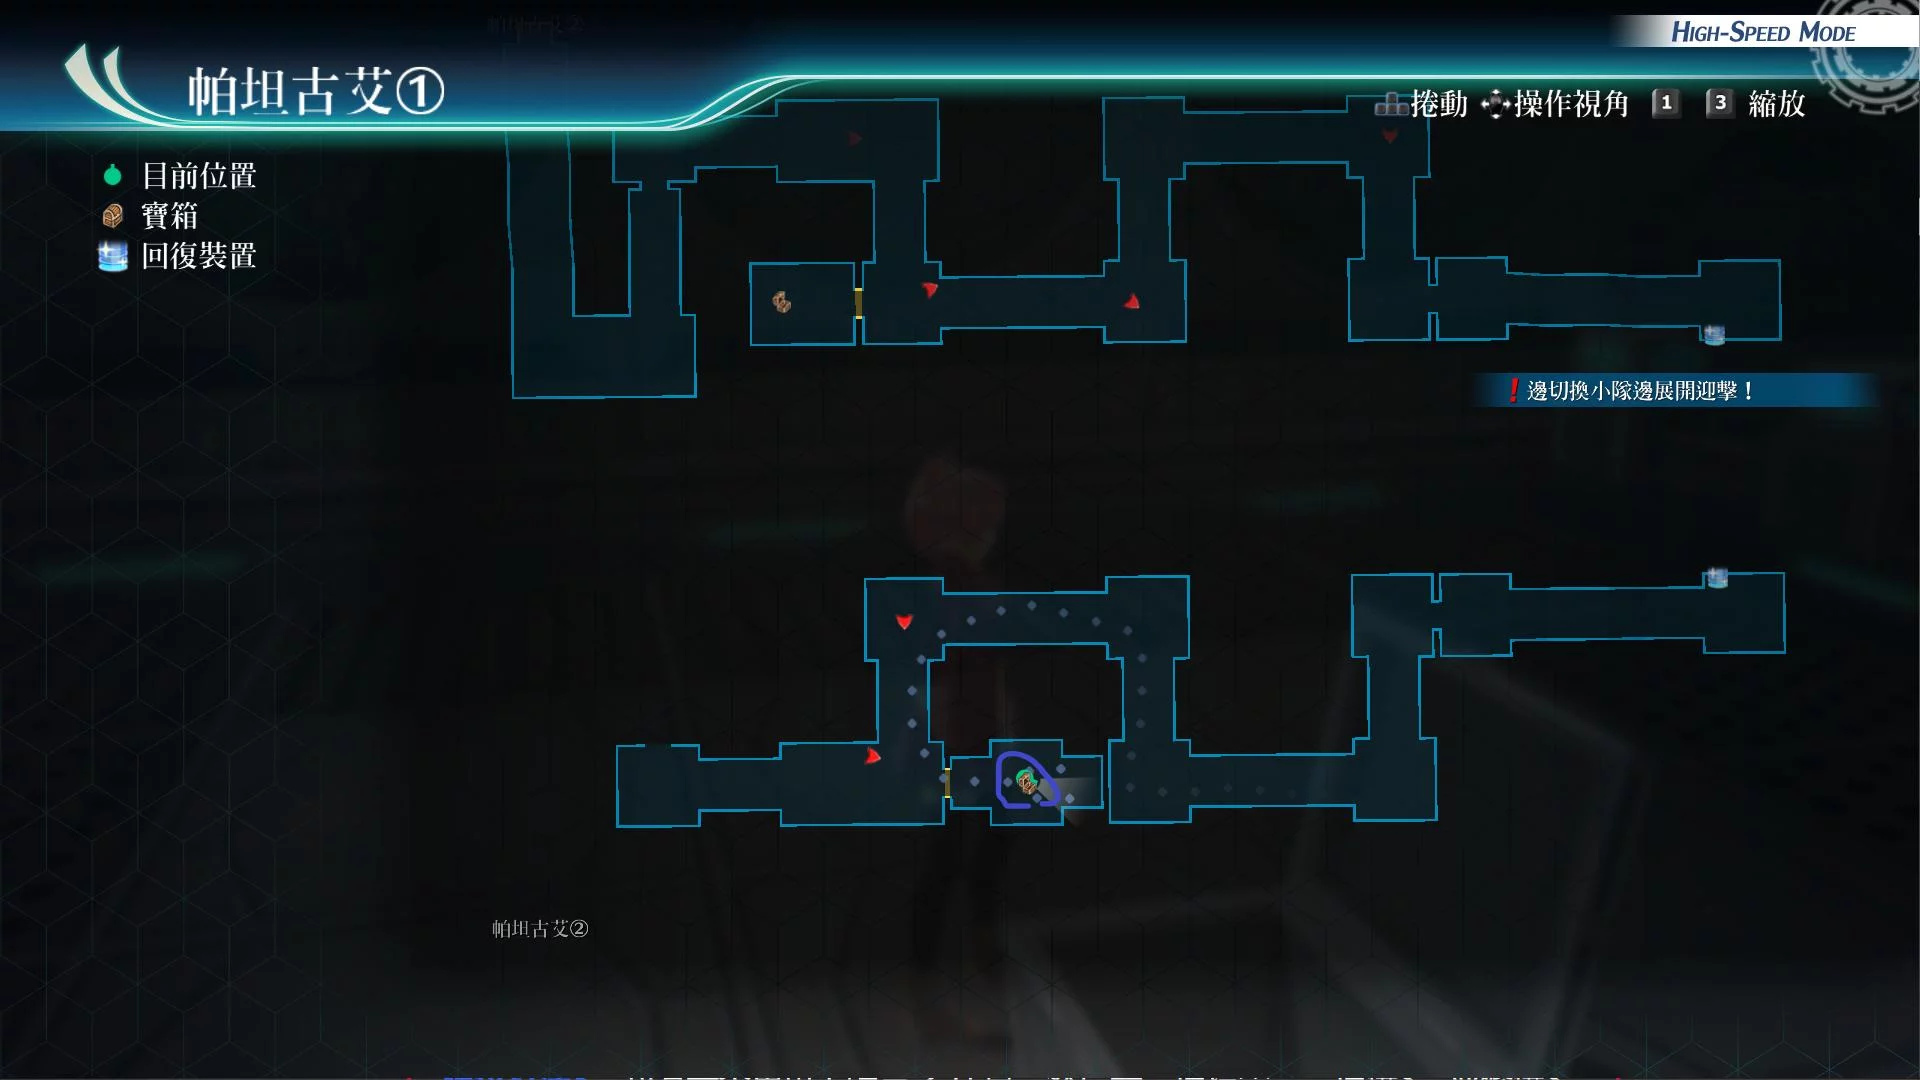 HIGH-SPEED MODE
帕坦古艾①
捲動 操作視角 1 3 縮放
目前位置
寶箱
回復裝置
!邊切換小隊邊展開迎擊！
帕坦古艾②